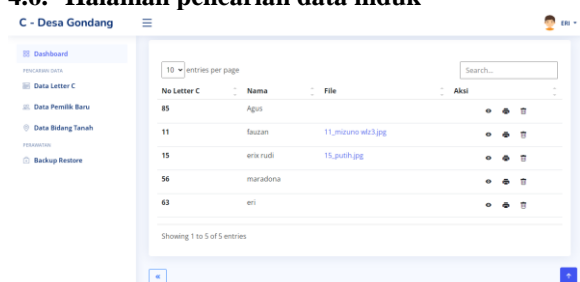 4.6. Halaman pencarian data induk
C - Desa Gondang
ERI
Dashboard
PENCARIAN DATA
Data Letter C
Data Pemilik Baru
Data Bidang Tanah
PERAWATAN
Backup Restore
10 entries per page
Search...
No Letter C Nama File Aksi
85 Agus
11 fauzan 11_mizuno wlz3.jpg
15 erix rudi 15_putih.jpg
56 maradona
63 eri
Showing 1 to 5 of 5 entries